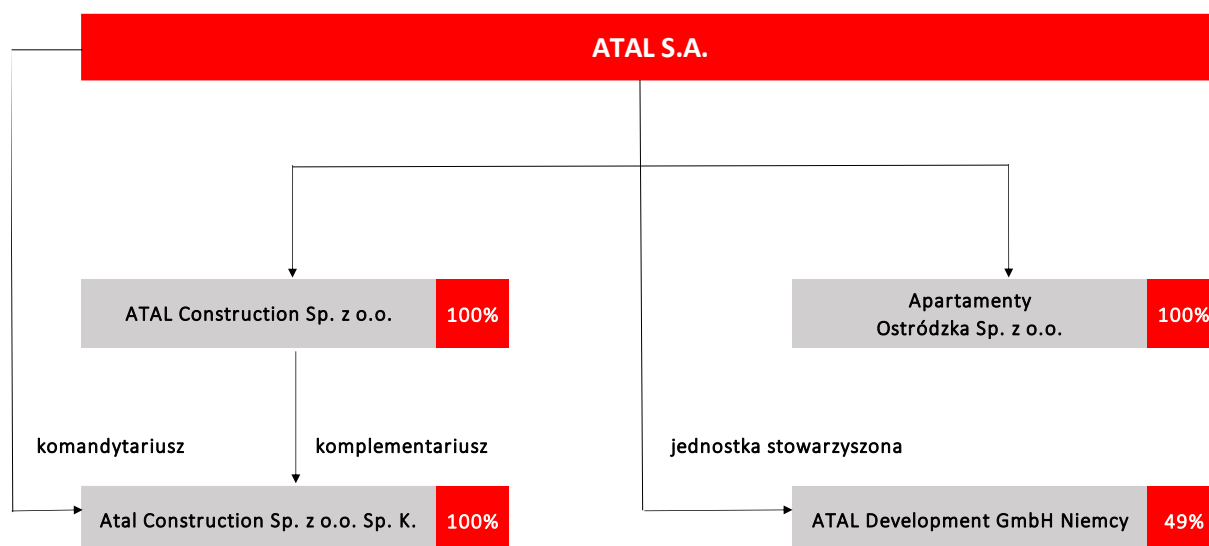 ATAL S.A.
ATAL Construction Sp. z o.o.
100%
Apartamenty
Ostródzka Sp. z o.o.
100%
komandytariusz
komplementariusz
jednostka stowarzyszona
Atal Construction Sp. z o.o. Sp. K.
100%
ATAL Development GmbH Niemcy
49%